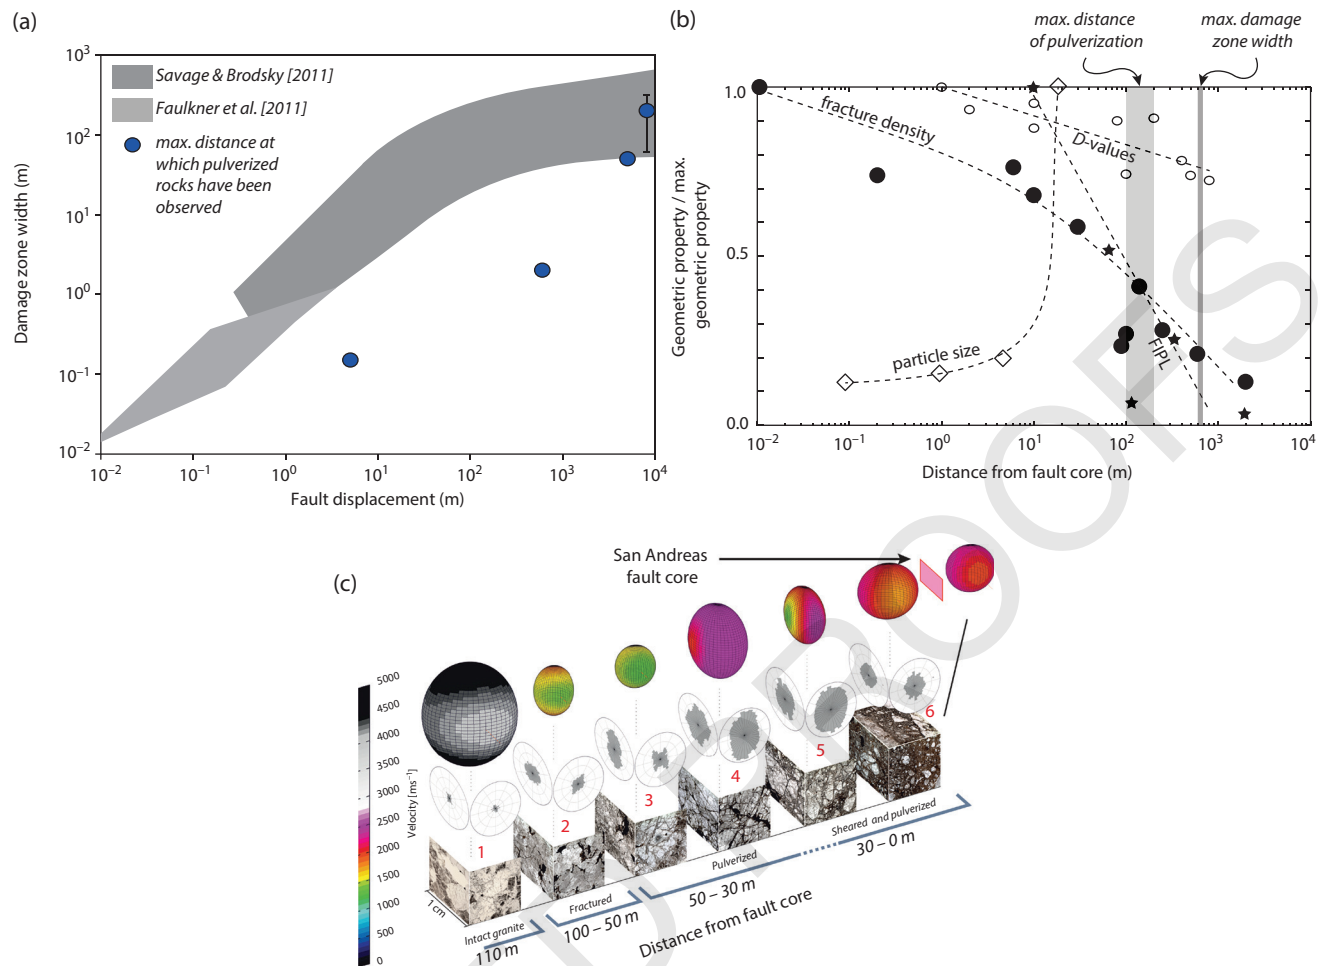 (a)
10³
10²
10¹
10⁰
10⁻¹
10⁻²
Damage zone width (m)
Savage & Brodsky [2011]
Faulkner et al. [2011]
max. distance at
which pulverized
rocks have been
observed
10⁻² 10⁻¹ 10⁰ 10¹ 10² 10³ 10⁴
Fault displacement (m)
(b)
max. distance
of pulverization
max. damage
zone width
1.0
0.5
0.0
Geometric property / max.
geometric property
fracture density
D-values
particle size
FIPL
10⁻² 10⁻¹ 10⁰ 10¹ 10² 10³ 10⁴
Distance from fault core (m)
(c)
San Andreas
fault core
5000
4500
4000
3500
3000
2500
2000
1500
1000
500
0
Velocity [ms⁻¹]
1
2
3
4
5
6
1 cm
Intact granite
110 m
Fractured
100 – 50 m
Pulverized
50 – 30 m
Sheared and pulverized
30 – 0 m
Distance from fault core
D PROOFS